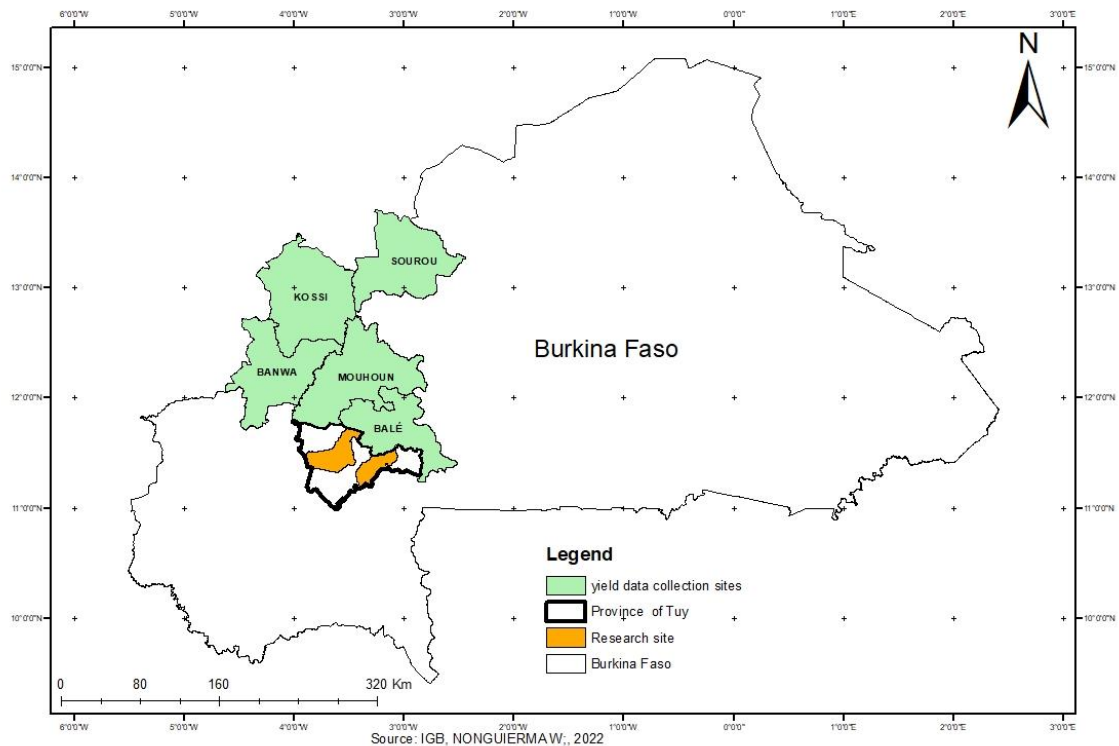 6°0'0"W 5°0'0"W 4°0'0"W 3°0'0"W 2°0'0"W 1°0'0"W 0°0'0" 1°0'0"E 2°0'0"E 3°0'0"E
N
15°0'0"N 15°0'0"N
14°0'0"N 14°0'0"N
SOUROU
13°0'0"N 13°0'0"N
KOSSI
Burkina Faso
BANWA
MOUHOUN
12°0'0"N 12°0'0"N
BALÉ
11°0'0"N 11°0'0"N
Legend
yield data collection sites
Province of Tuy
10°0'0"N 10°0'0"N
Research site
Burkina Faso
0 80 160 320 Km
6°0'0"W 5°0'0"W 4°0'0"W 3°0'0"W 2°0'0"W 1°0'0"W 0°0'0" 1°0'0"E 2°0'0"E 3°0'0"E
Source: IGB, NONGUIERMAW;, 2022